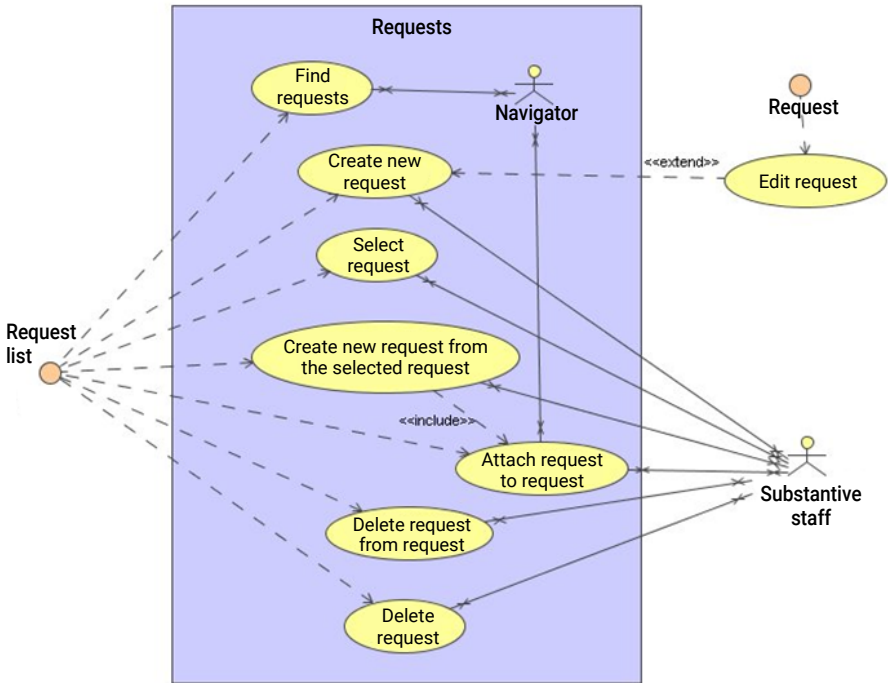 Requests
Find
requests
Navigator
Request
Create new
request
<<extend>>
Edit request
Select
request
Request
list
Create new request from
the selected request
<<include>>
Attach request
to request
Substantive
staff
Delete request
from request
Delete
request